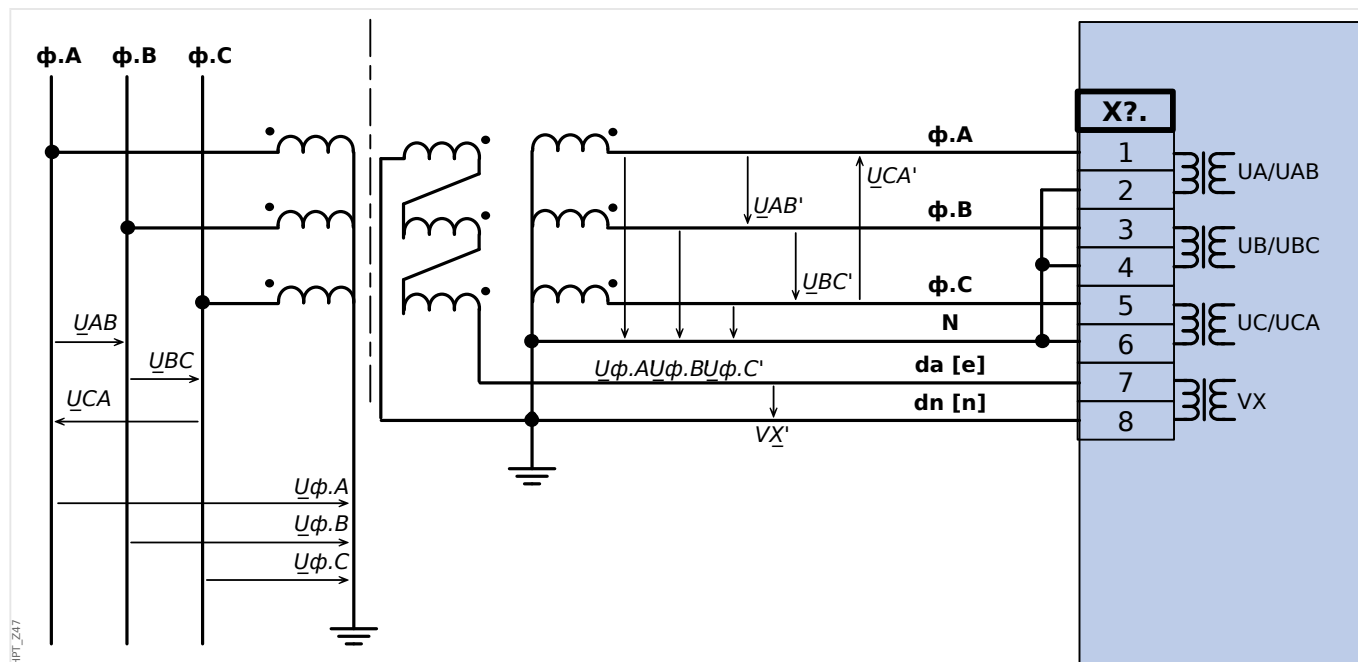 ф.A ф.B ф.C
X?.
ф.A
1
UA/UAB
UCA'
2
UAB'
ф.B
3
UB/UBC
4
UBC'
ф.C
5
UC/UCA
N
6
UAB
UBC
Uф.AUф.BUф.C'
da [e]
7
UCA
dn [n]
8
VX
VX'
Uф.A
Uф.B
Uф.C